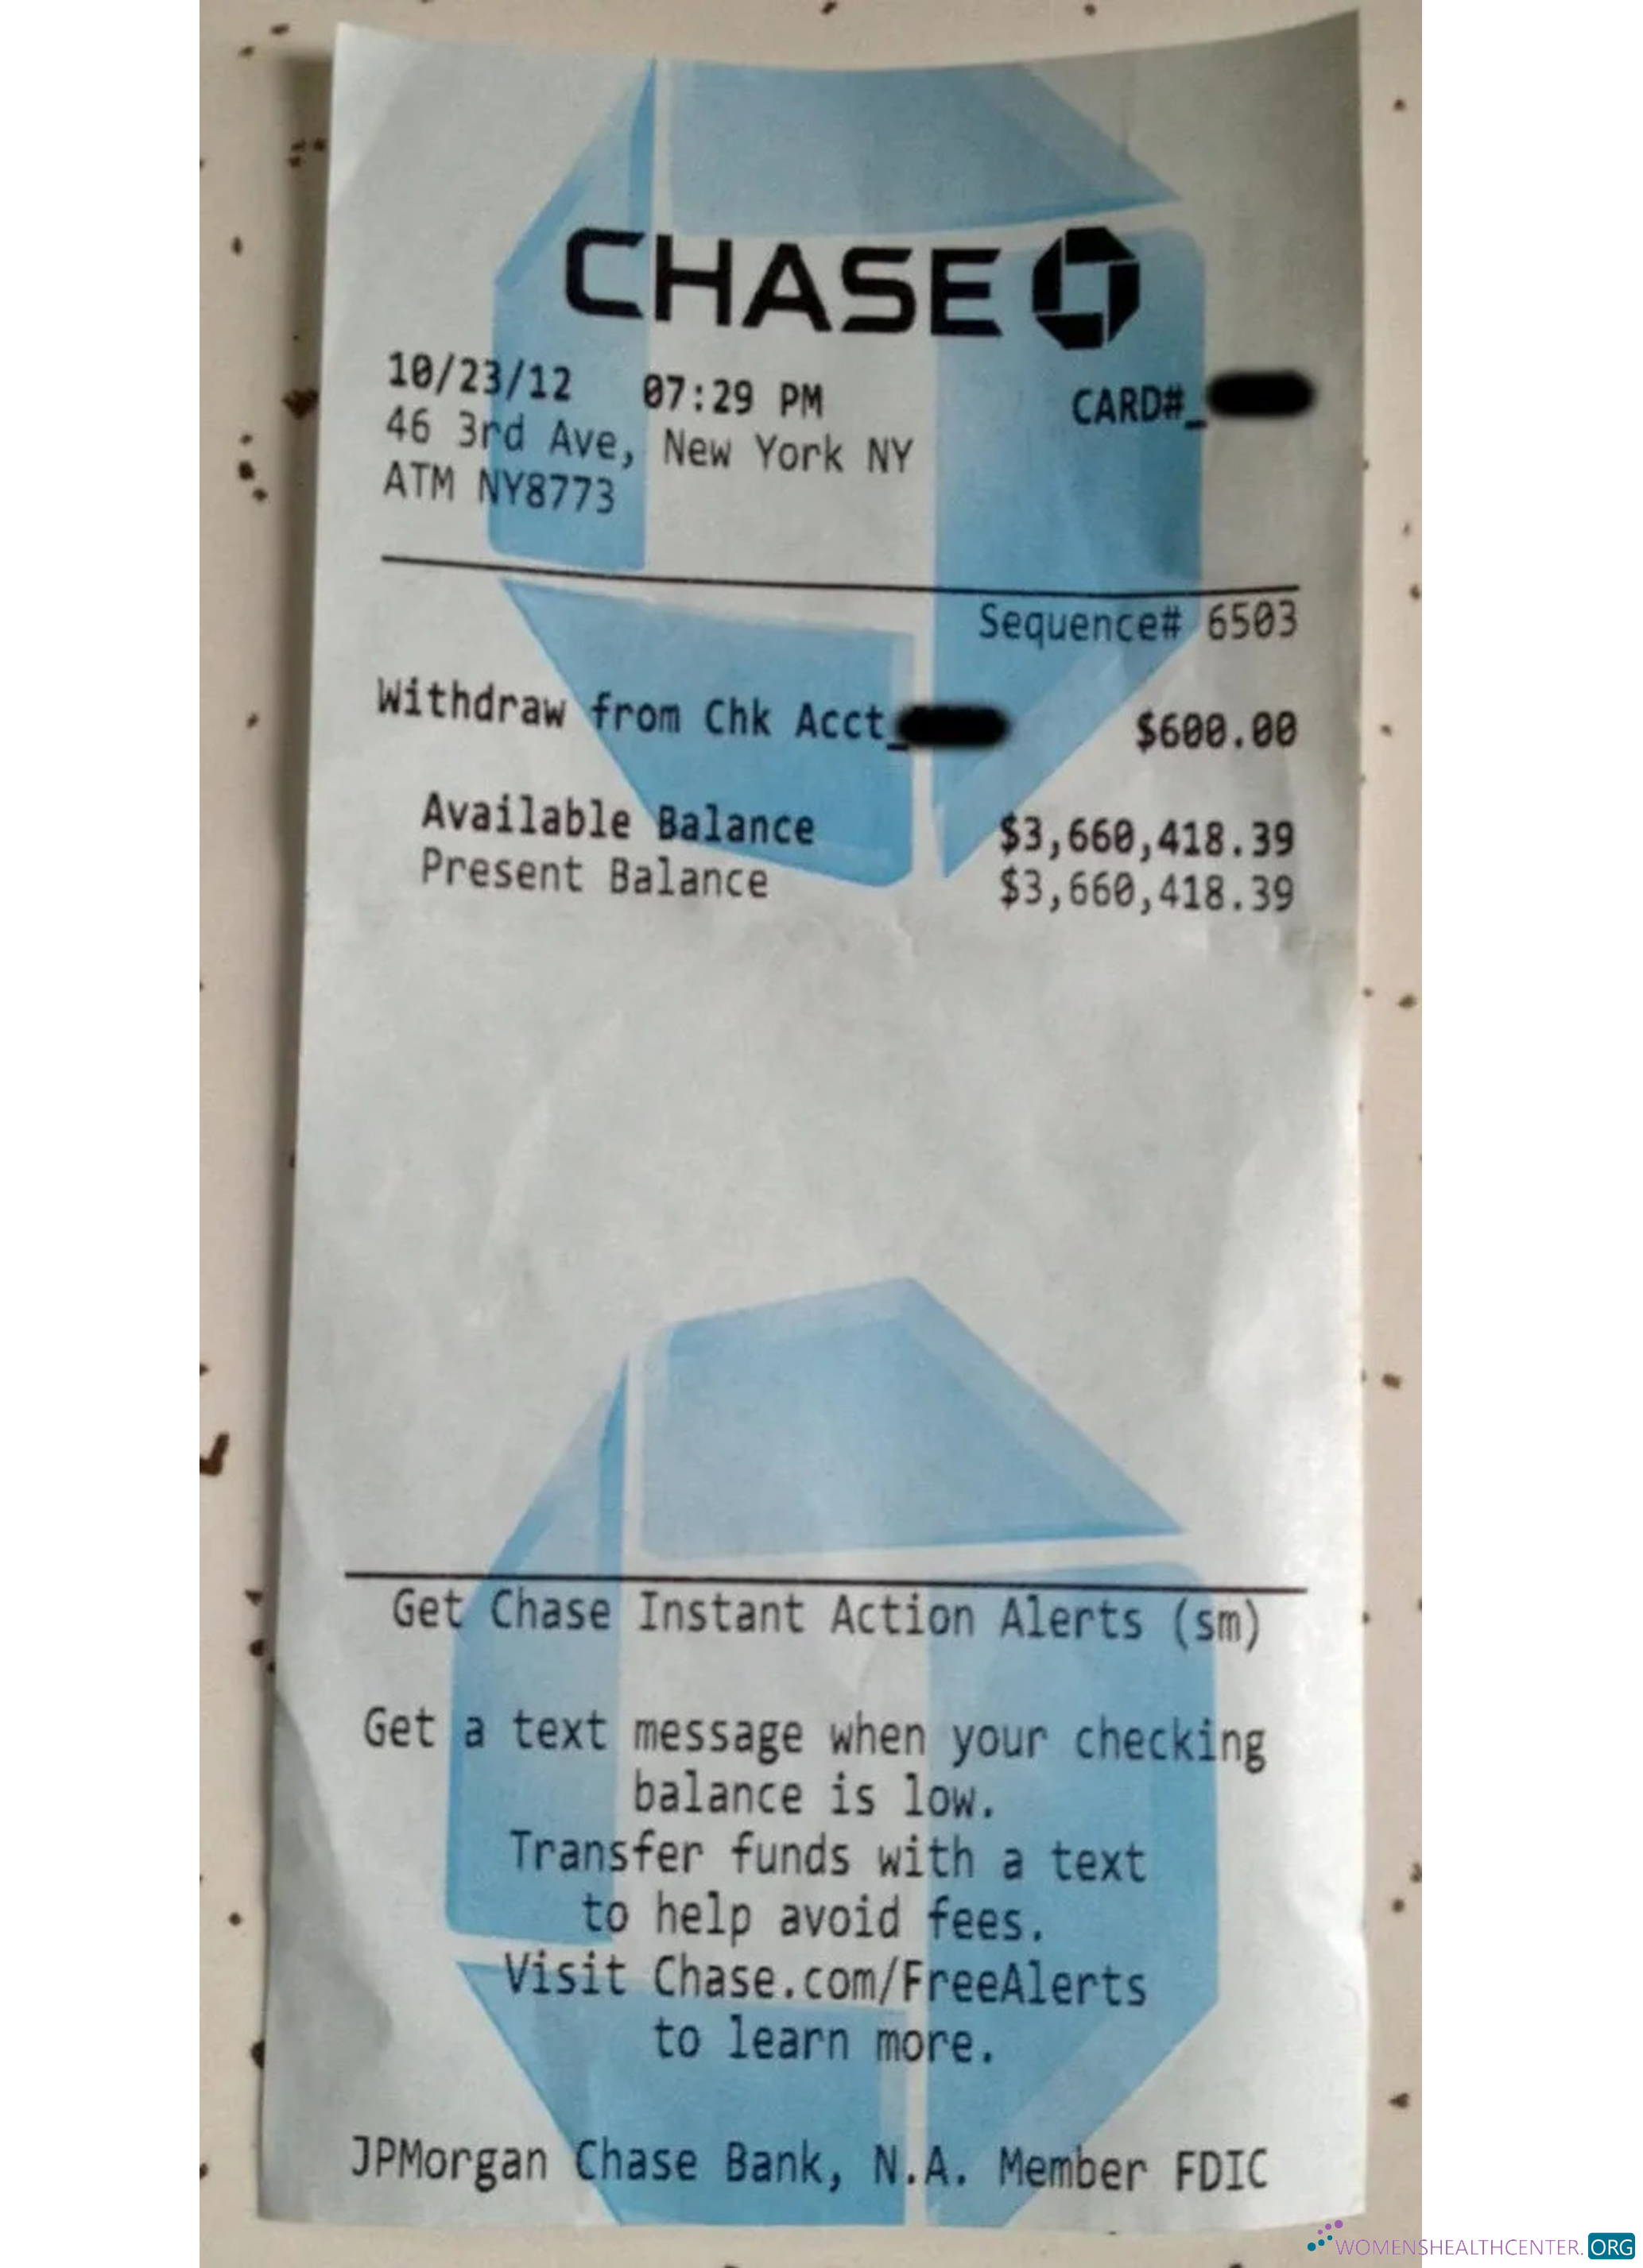 CHASE
10/23/12 07:29 PM CARD#_
46 3rd Ave, New York NY
ATM NY8773
Sequence# 6503
Withdraw from Chk Acct_ $600.00
Available Balance $3,660,418.39
Present Balance $3,660,418.39
Get Chase Instant Action Alerts (sm)
Get a text message when your checking
balance is low.
Transfer funds with a text
to help avoid fees.
Visit Chase.com/FreeAlerts
to learn more.
JPMorgan Chase Bank, N.A. Member FDIC
WOMENSHEALTHCENTER.ORG